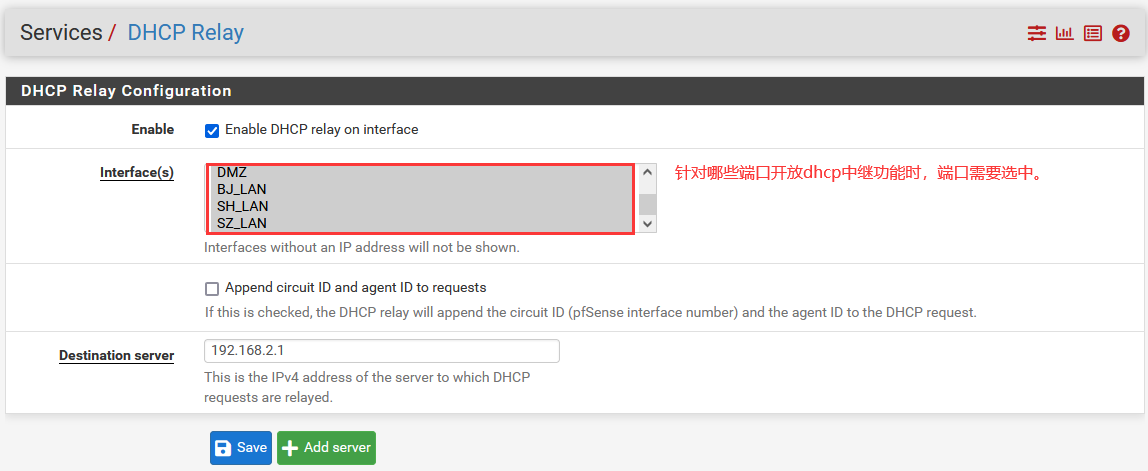 Services / DHCP Relay
DHCP Relay Configuration
Enable
Enable DHCP relay on interface
Interface(s)
DMZ
BJ_LAN
SH_LAN
SZ_LAN
针对哪些端口开放dhcp中继功能时，端口需要选中。
Interfaces without an IP address will not be shown.
Append circuit ID and agent ID to requests
If this is checked, the DHCP relay will append the circuit ID (pfSense interface number) and the agent ID to the DHCP request.
Destination server
192.168.2.1
This is the IPv4 address of the server to which DHCP
requests are relayed.
Save
Add server